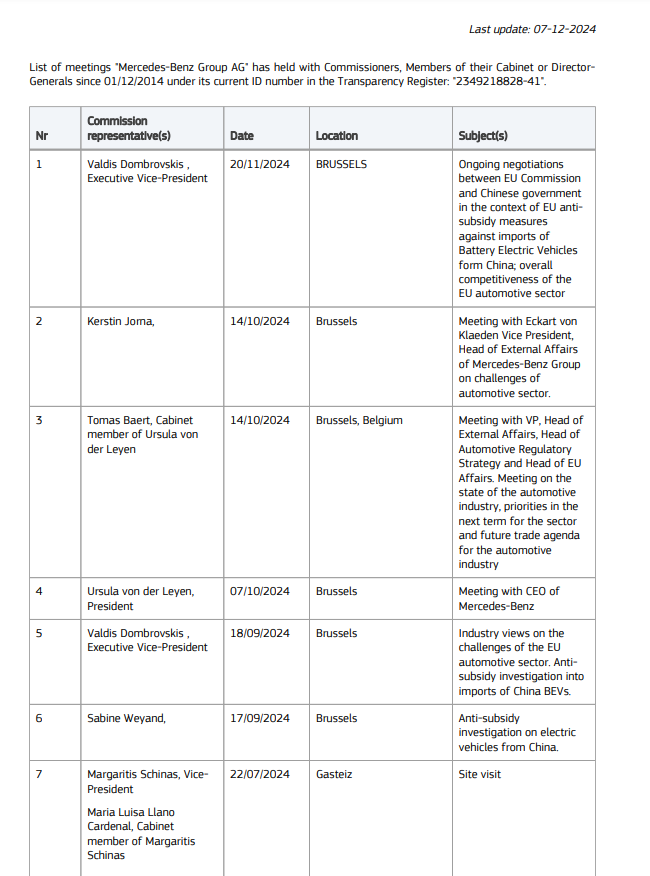 Last update: 07-12-2024
List of meetings "Mercedes-Benz Group AG" has held with Commissioners, Members of their Cabinet or Director-
Generals since 01/12/2014 under its current ID number in the Transparency Register: "2349218828-41".
Nr
Commission
representative(s)
Date
Location
Subject(s)
1
Valdis Dombrovskis ,
Executive Vice-President
20/11/2024
BRUSSELS
Ongoing negotiations
between EU Commission
and Chinese government
in the context of EU anti-
subsidy measures
against imports of
Battery Electric Vehicles
form China; overall
competitiveness of the
EU automotive sector
2
Kerstin Jorna,
14/10/2024
Brussels
Meeting with Eckart von
Klaeden Vice President,
Head of External Affairs
of Mercedes-Benz Group
on challenges of
automotive sector.
3
Tomas Baert, Cabinet
member of Ursula von
der Leyen
14/10/2024
Brussels, Belgium
Meeting with VP, Head of
External Affairs, Head of
Automotive Regulatory
Strategy and Head of EU
Affairs. Meeting on the
state of the automotive
industry, priorities in the
next term for the sector
and future trade agenda
for the automotive
industry
4
Ursula von der Leyen,
President
07/10/2024
Brussels
Meeting with CEO of
Mercedes-Benz
5
Valdis Dombrovskis ,
Executive Vice-President
18/09/2024
Brussels
Industry views on the
challenges of the EU
automotive sector. Anti-
subsidy investigation into
imports of China BEVs.
6
Sabine Weyand,
17/09/2024
Brussels
Anti-subsidy
investigation on electric
vehicles from China.
7
Margaritis Schinas, Vice-
President
Maria Luisa Llano
Cardenal, Cabinet
member of Margaritis
Schinas
22/07/2024
Gasteiz
Site visit